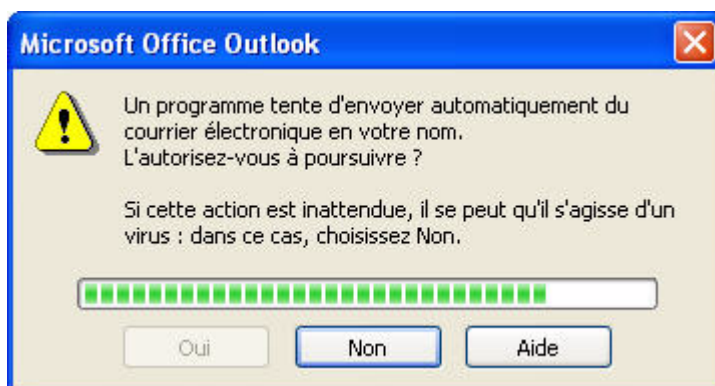 Microsoft Office Outlook
Un programme tente d'envoyer automatiquement du
courrier électronique en votre nom.
L'autorisez-vous à poursuivre ?
Si cette action est inattendue, il se peut qu'il s'agisse d'un
virus : dans ce cas, choisissez Non.
Oui Non Aide